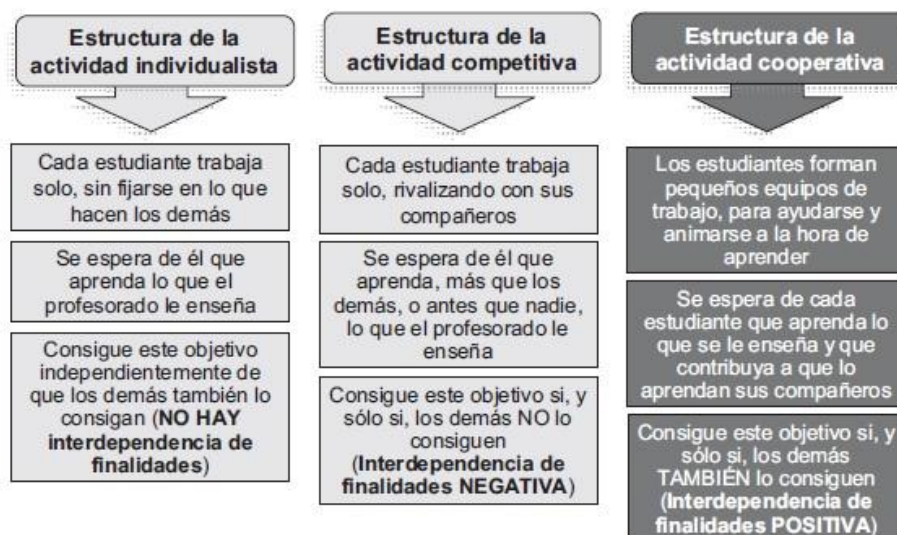 Estructura de la
actividad individualista
Cada estudiante trabaja
solo, sin fijarse en lo que
hacen los demás
Se espera de él que
aprenda lo que el
profesorado le enseña
Consigue este objetivo
independientemente de
que los demás también lo
consigan (NO HAY
interdependencia de
finalidades)
Estructura de la
actividad competitiva
Cada estudiante trabaja
solo, rivalizando con sus
compañeros
Se espera de él que
aprenda, más que los
demás, o antes que nadie,
lo que el profesorado le
enseña
Consigue este objetivo si, y
sólo si, los demás NO lo
consiguen
(Interdependencia de
finalidades NEGATIVA)
Estructura de la
actividad cooperativa
Los estudiantes forman
pequeños equipos de
trabajo, para ayudarse y
animarse a la hora de
aprender
Se espera de cada
estudiante que aprenda lo
que se le enseña y que
contribuya a que lo
aprendan sus compañeros
Consigue este objetivo si, y
sólo si, los demás
TAMBIÉN lo consiguen
(Interdependencia de
finalidades POSITIVA)